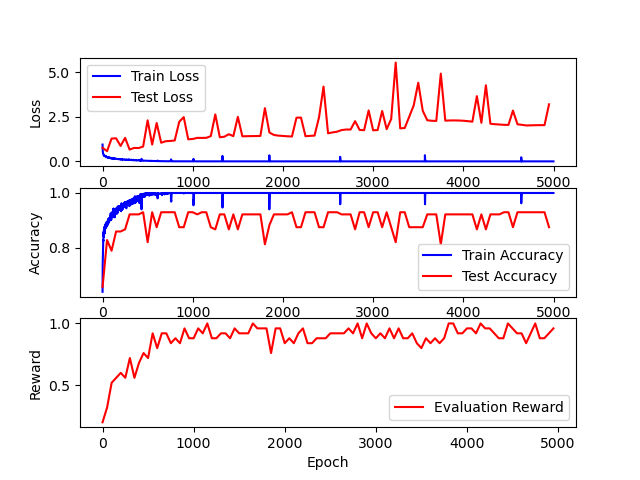 5.0
2.5
0.0
Loss
Train Loss
Test Loss
0 1000 2000 3000 4000 5000
1.0
0.8
Accuracy
Train Accuracy
Test Accuracy
0 1000 2000 3000 4000 5000
1.0
0.5
Reward
Evaluation Reward
0 1000 2000 3000 4000 5000
Epoch